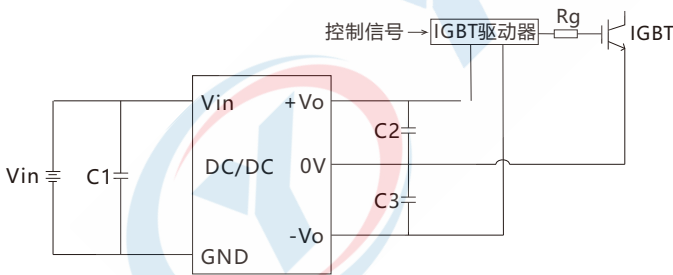 Rg
控制信号
IGBT驱动器
IGBT
Vin
+Vo
C2
Vin
C1
DC/DC
0V
C3
-Vo
GND